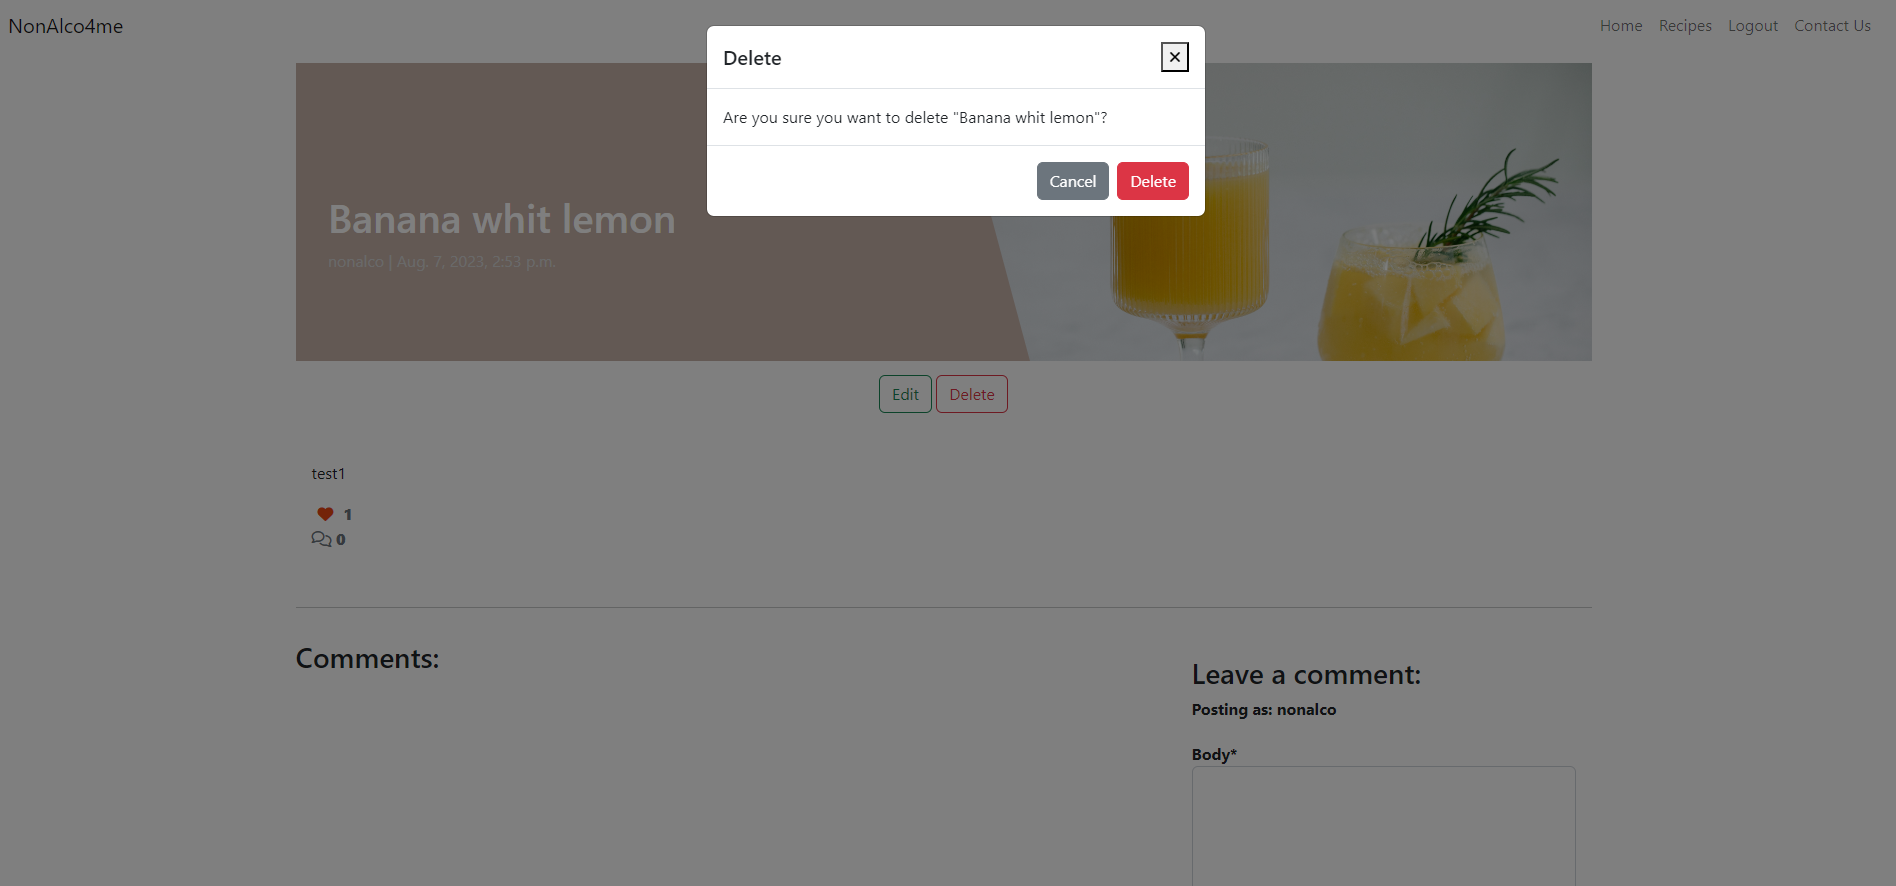 NonAlco4me
Home Recipes Logout Contact Us
Delete
×
Are you sure you want to delete "Banana whit lemon"?
Cancel Delete
Banana whit lemon
nonalco | Aug. 7, 2023, 2:53 p.m.
Edit Delete
test1
1
0
Comments:
Leave a comment:
Posting as: nonalco
Body*